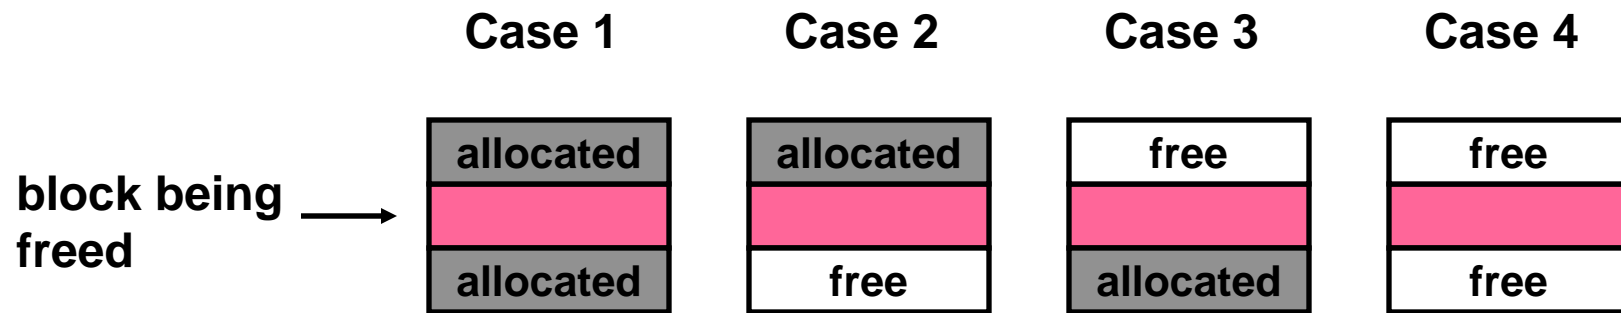 Case 1 Case 2 Case 3 Case 4
allocated allocated free free
block being
freed
allocated free allocated free